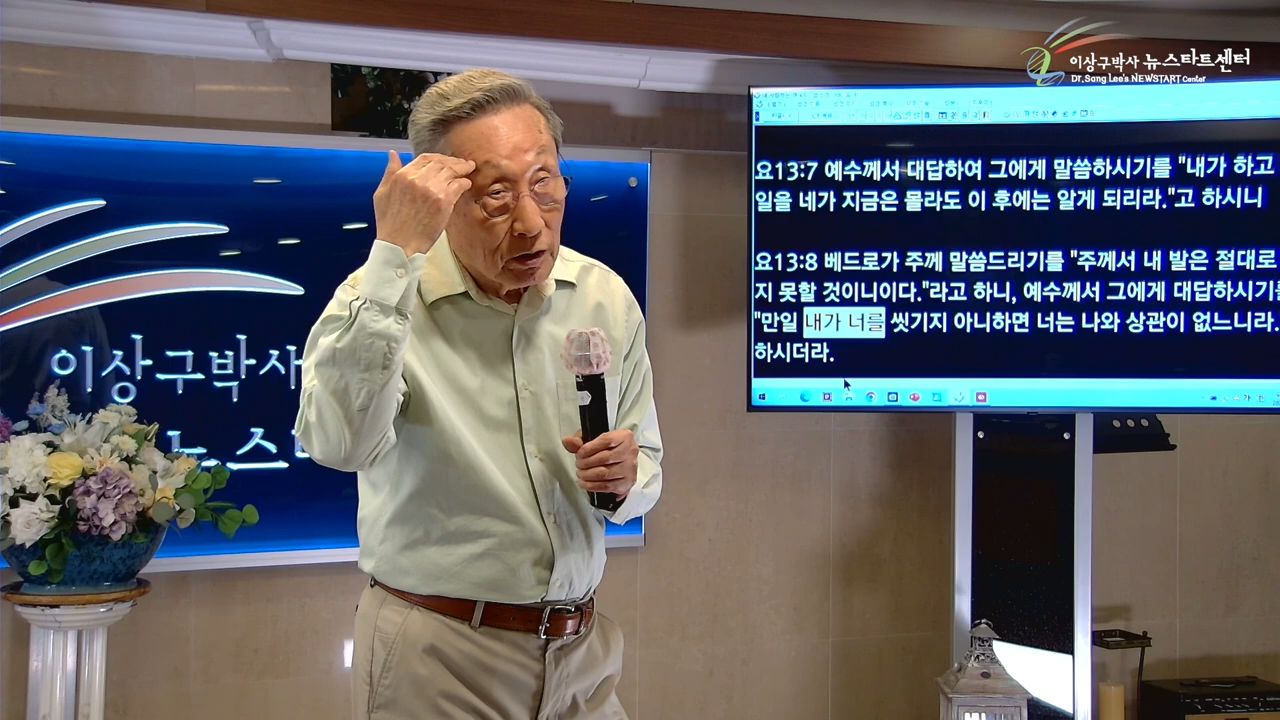 이상구박사 뉴스타트센터
Dr. Sang Lee's NEWSTART Center
요13:7 예수께서 대답하여 그에게 말씀하시기를 "내가 하고
일을 네가 지금은 몰라도 이 후에는 알게 되리라."고 하시니
요13:8 베드로가 주께 말씀드리기를 "주께서 내 발은 절대로
지 못할 것이니이다."라고 하니, 예수께서 그에게 대답하시기를
"만일 내가 너를 씻기지 아니하면 너는 나와 상관이 없느니라.
하시더라.
이상구박사
뉴스